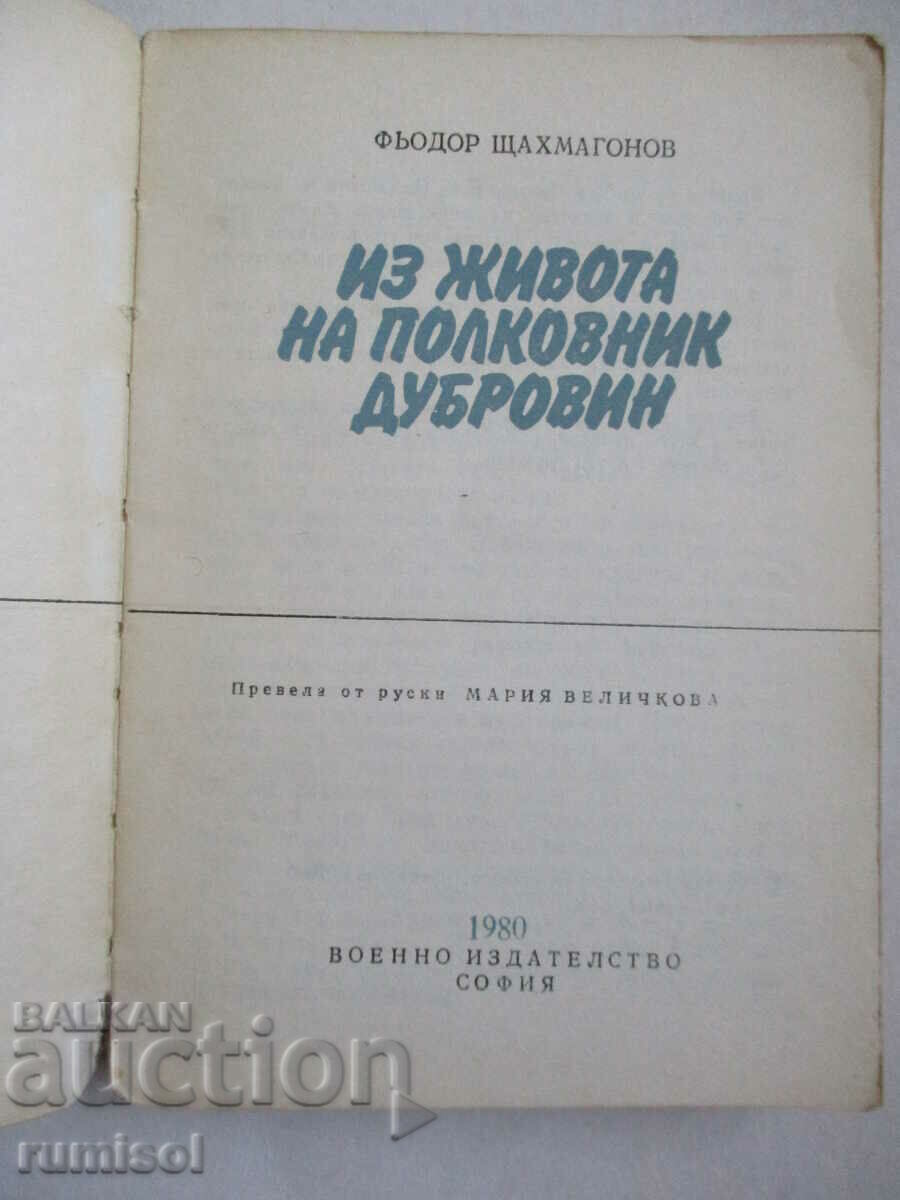 ФЬОДОР ЩАХМАГОНОВ
ИЗ ЖИВОТА
НА ПОЛКОВНИК
ДУБРОВИН
Превела от руски МАРИЯ ВЕЛИЧКОВА
1980
ВОЕННО ИЗДАТЕЛСТВО
СОФИЯ
BALKAN
auction
rumisol